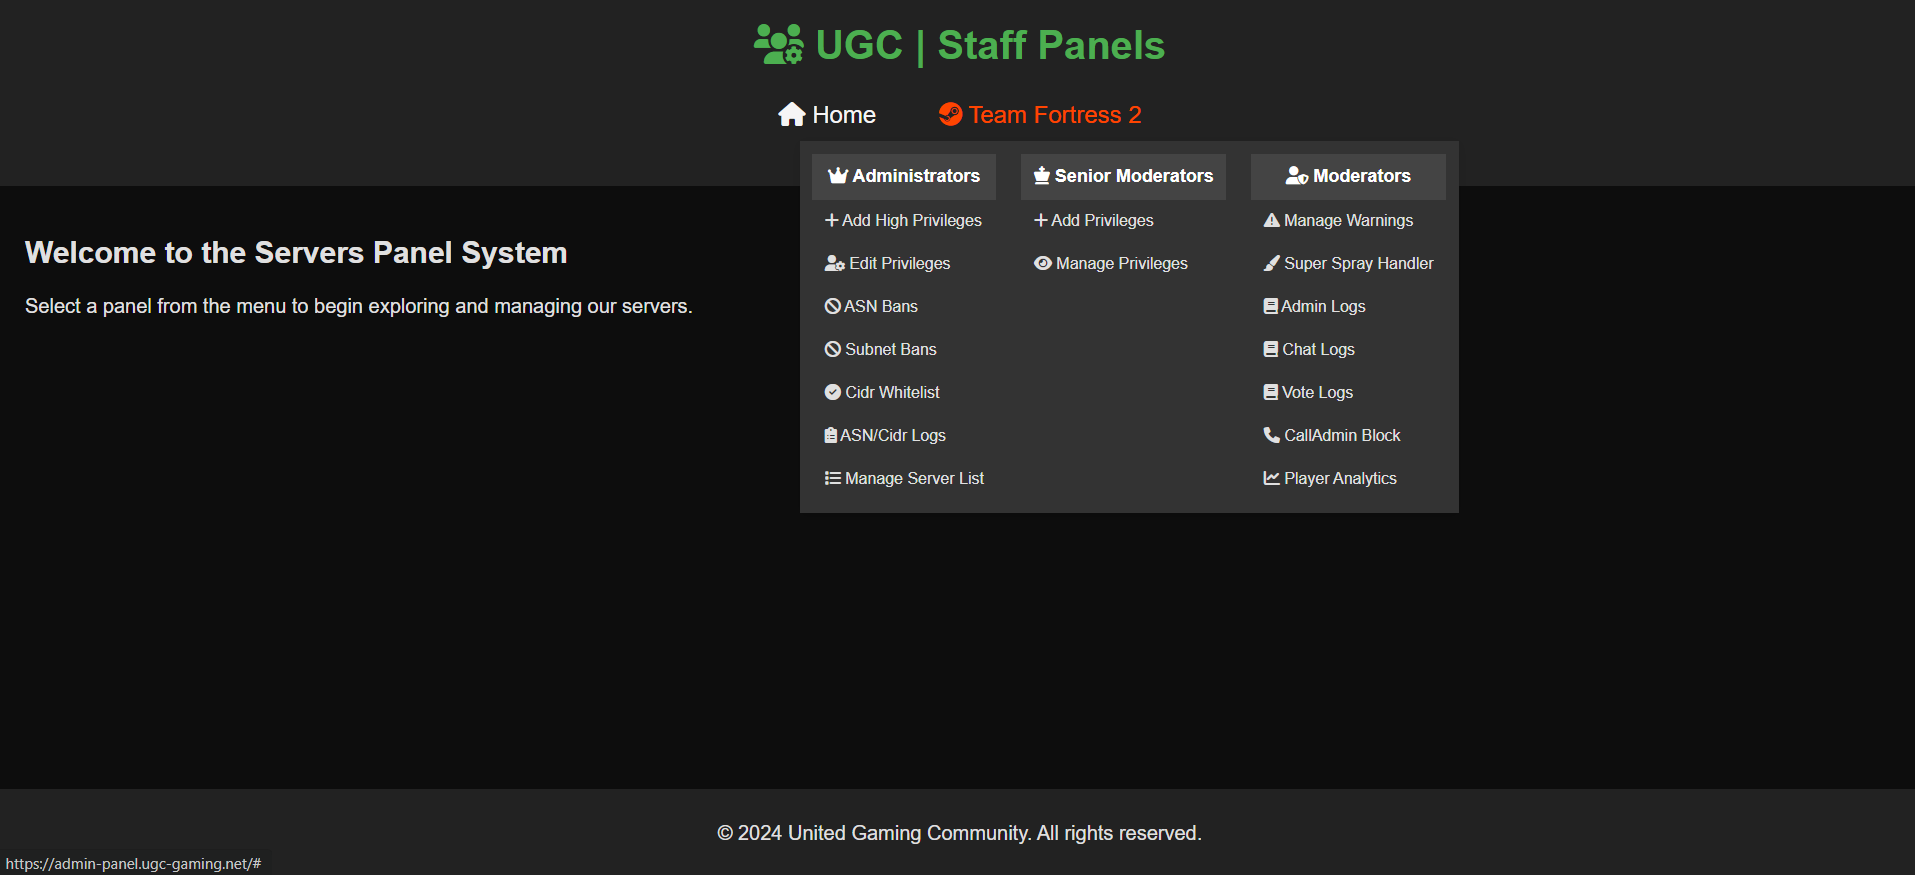 UGC | Staff Panels
Home
Team Fortress 2
Administrators
Add High Privileges
Edit Privileges
ASN Bans
Subnet Bans
Cidr Whitelist
ASN/Cidr Logs
Manage Server List
Senior Moderators
Add Privileges
Manage Privileges
Moderators
Manage Warnings
Super Spray Handler
Admin Logs
Chat Logs
Vote Logs
CallAdmin Block
Player Analytics
Welcome to the Servers Panel System
Select a panel from the menu to begin exploring and managing our servers.
© 2024 United Gaming Community. All rights reserved.
https://admin-panel.ugc-gaming.net/#